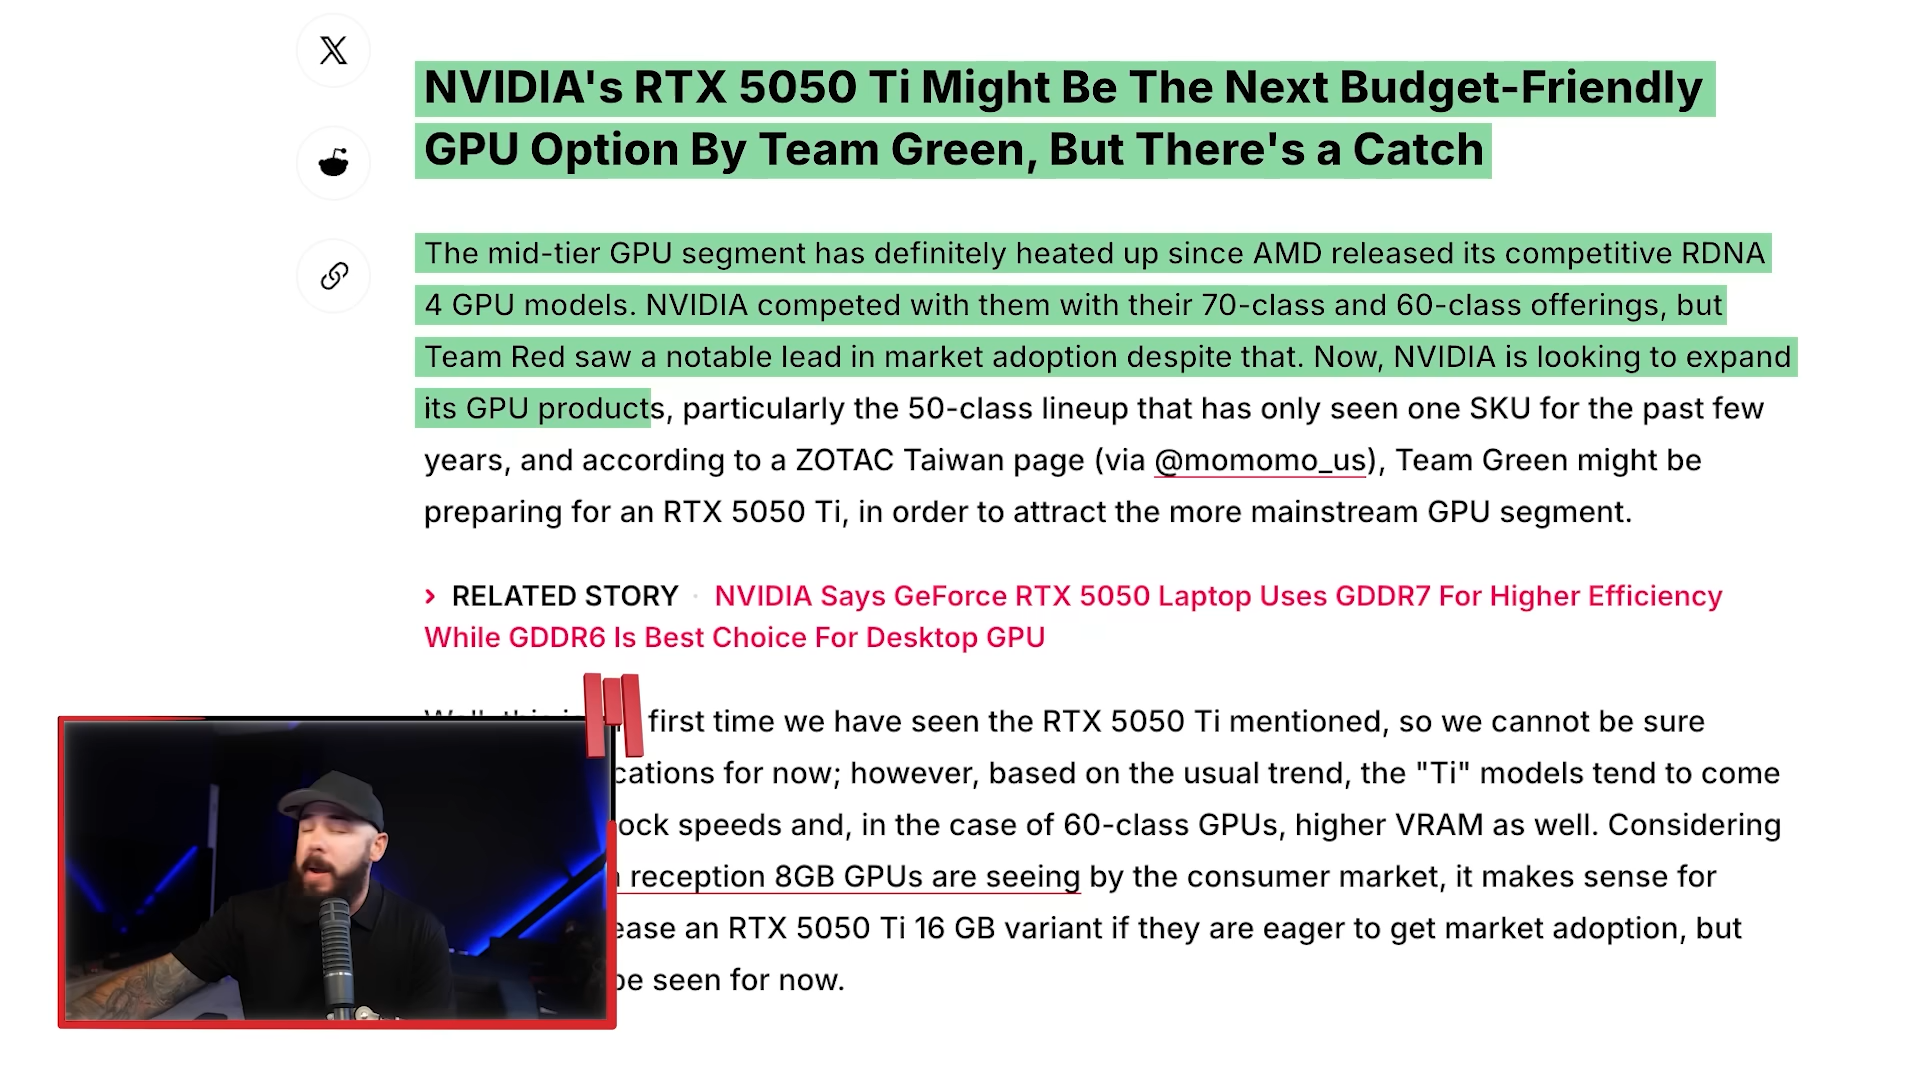 NVIDIA's RTX 5050 Ti Might Be The Next Budget-Friendly
GPU Option By Team Green, But There's a Catch
The mid-tier GPU segment has definitely heated up since AMD released its competitive RDNA
4 GPU models. NVIDIA competed with them with their 70-class and 60-class offerings, but
Team Red saw a notable lead in market adoption despite that. Now, NVIDIA is looking to expand
its GPU products, particularly the 50-class lineup that has only seen one SKU for the past few
years, and according to a ZOTAC Taiwan page (via @momomo_us), Team Green might be
preparing for an RTX 5050 Ti, in order to attract the more mainstream GPU segment.
› RELATED STORY · NVIDIA Says GeForce RTX 5050 Laptop Uses GDDR7 For Higher Efficiency
While GDDR6 Is Best Choice For Desktop GPU
first time we have seen the RTX 5050 Ti mentioned, so we cannot be sure
for now; however, based on the usual trend, the "Ti" models tend to come
speeds and, in the case of 60-class GPUs, higher VRAM as well. Considering
reception 8GB GPUs are seeing by the consumer market, it makes sense for
an RTX 5050 Ti 16 GB variant if they are eager to get market adoption, but
be seen for now.